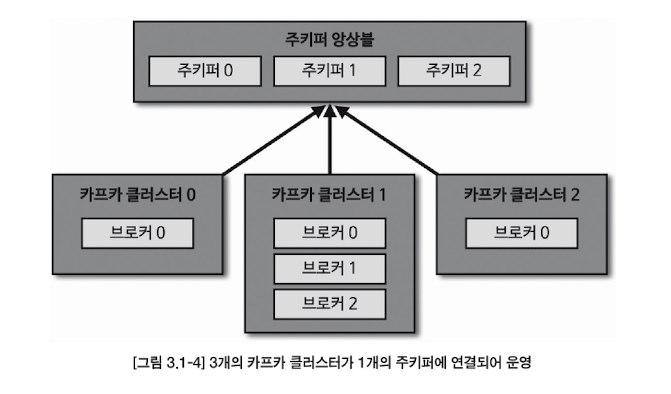 주키퍼 앙상블
주키퍼 0 주키퍼 1 주키퍼 2
카프카 클러스터 0 카프카 클러스터 1 카프카 클러스터 2
브로커 0 브로커 0 브로커 0
브로커 1
브로커 2
[그림 3.1-4] 3개의 카프카 클러스터가 1개의 주키퍼에 연결되어 운영